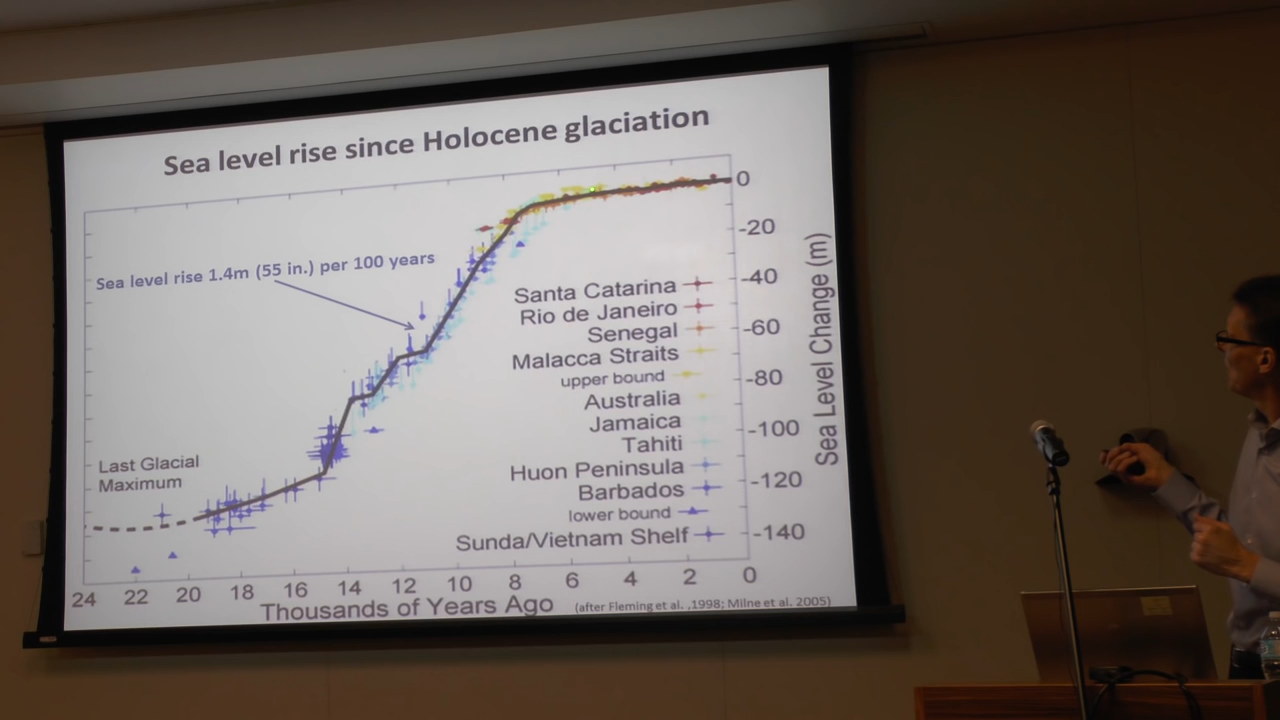 Sea level rise since Holocene glaciation
Sea level rise 1.4m (55 in.) per 100 years
Last Glacial
Maximum
Santa Catarina
Rio de Janeiro
Senegal
Malacca Straits
upper bound
Australia
Jamaica
Tahiti
Huon Peninsula
Barbados
lower bound
Sunda/Vietnam Shelf
0
-20
-40
-60
-80
-100
-120
-140
Sea Level Change (m)
24 22 20 18 16 14 12 10 8 6 4 2 0
Thousands of Years Ago
(after Fleming et al. ,1998; Milne et al. 2005)